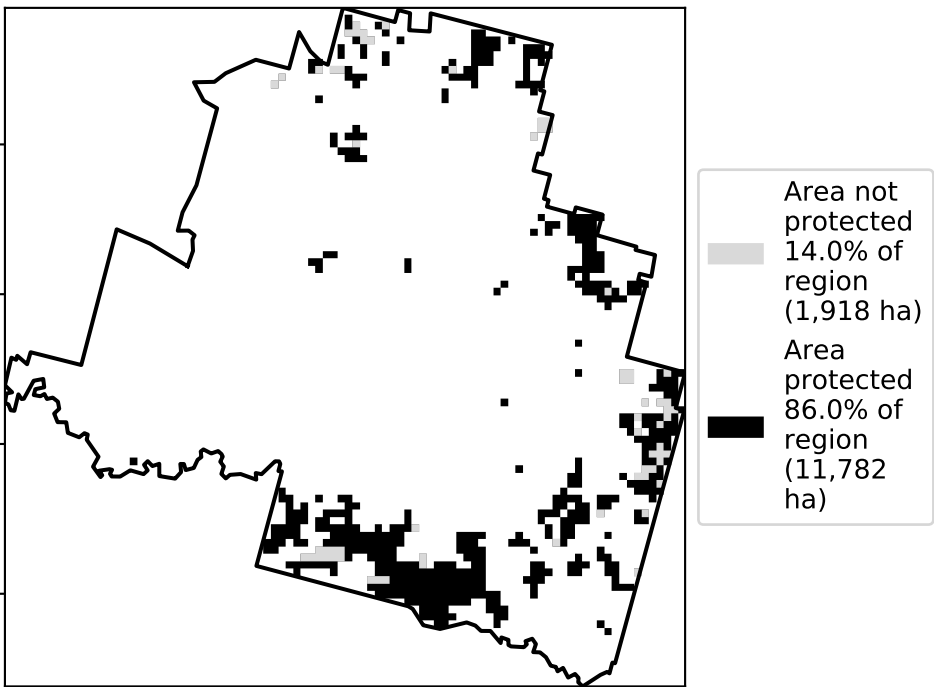 Area not
protected
14.0% of
region
(1,918 ha)
Area
protected
86.0% of
region
(11,782
ha)